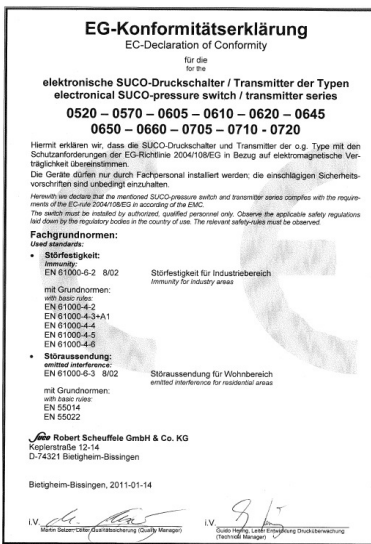 EG-Konformitätserklärung
EC-Declaration of Conformity
für die
for the
elektronische SUCO-Druckschalter / Transmitter der Typen
electronical SUCO-pressure switch / transmitter series
0520 – 0570 – 0605 – 0610 – 0620 – 0645
0650 – 0660 – 0705 – 0710 - 0720
Hiermit erklären wir, dass die SUCO-Druckschalter und Transmitter der o.g. Type mit den
Schutzanforderungen der EG-Richtlinie 2004/108/EG in Bezug auf elektromagnetische Ver-
träglichkeit übereinstimmen.
Die Geräte dürfen nur durch Fachpersonal installiert werden; die einschlägigen Sicherheits-
vorschriften sind unbedingt einzuhalten.
Herewith we declare that the mentioned SUCO-pressure switch and transmitter series complies with the require-
ments of the EC-rule 2004/108/EG in according of the EMC.
The switch must be installed by authorized, qualified personnel only. Observe the applicable safety regulations
laid down by the regulatory bodies in the country of use. The relevant safety-rules must be observed.
Fachgrundnormen:
Used standards:
• Störfestigkeit:
Immunity:
EN 61000-6-2 8/02 Störfestigkeit für Industriebereich
Immunity for industry areas
mit Grundnormen:
with basic rules:
EN 61000-4-2
EN 61000-4-3+A1
EN 61000-4-4
EN 61000-4-5
EN 61000-4-6
• Störaussendung:
emitted interference:
EN 61000-6-3 8/02 Störaussendung für Wohnbereich
emitted interference for residential areas
mit Grundnormen:
with basic rules:
EN 55014
EN 55022
suco Robert Scheuffele GmbH & Co. KG
Keplerstraße 12-14
D-74321 Bietigheim-Bissingen
Bietigheim-Bissingen, 2011-01-14
i.V. i.V.
Martin Selzer, Leiter Qualitätssicherung (Quality Manager) Guido Hering, Leiter Entwicklung Drucküberwachung
(Technical Manager)